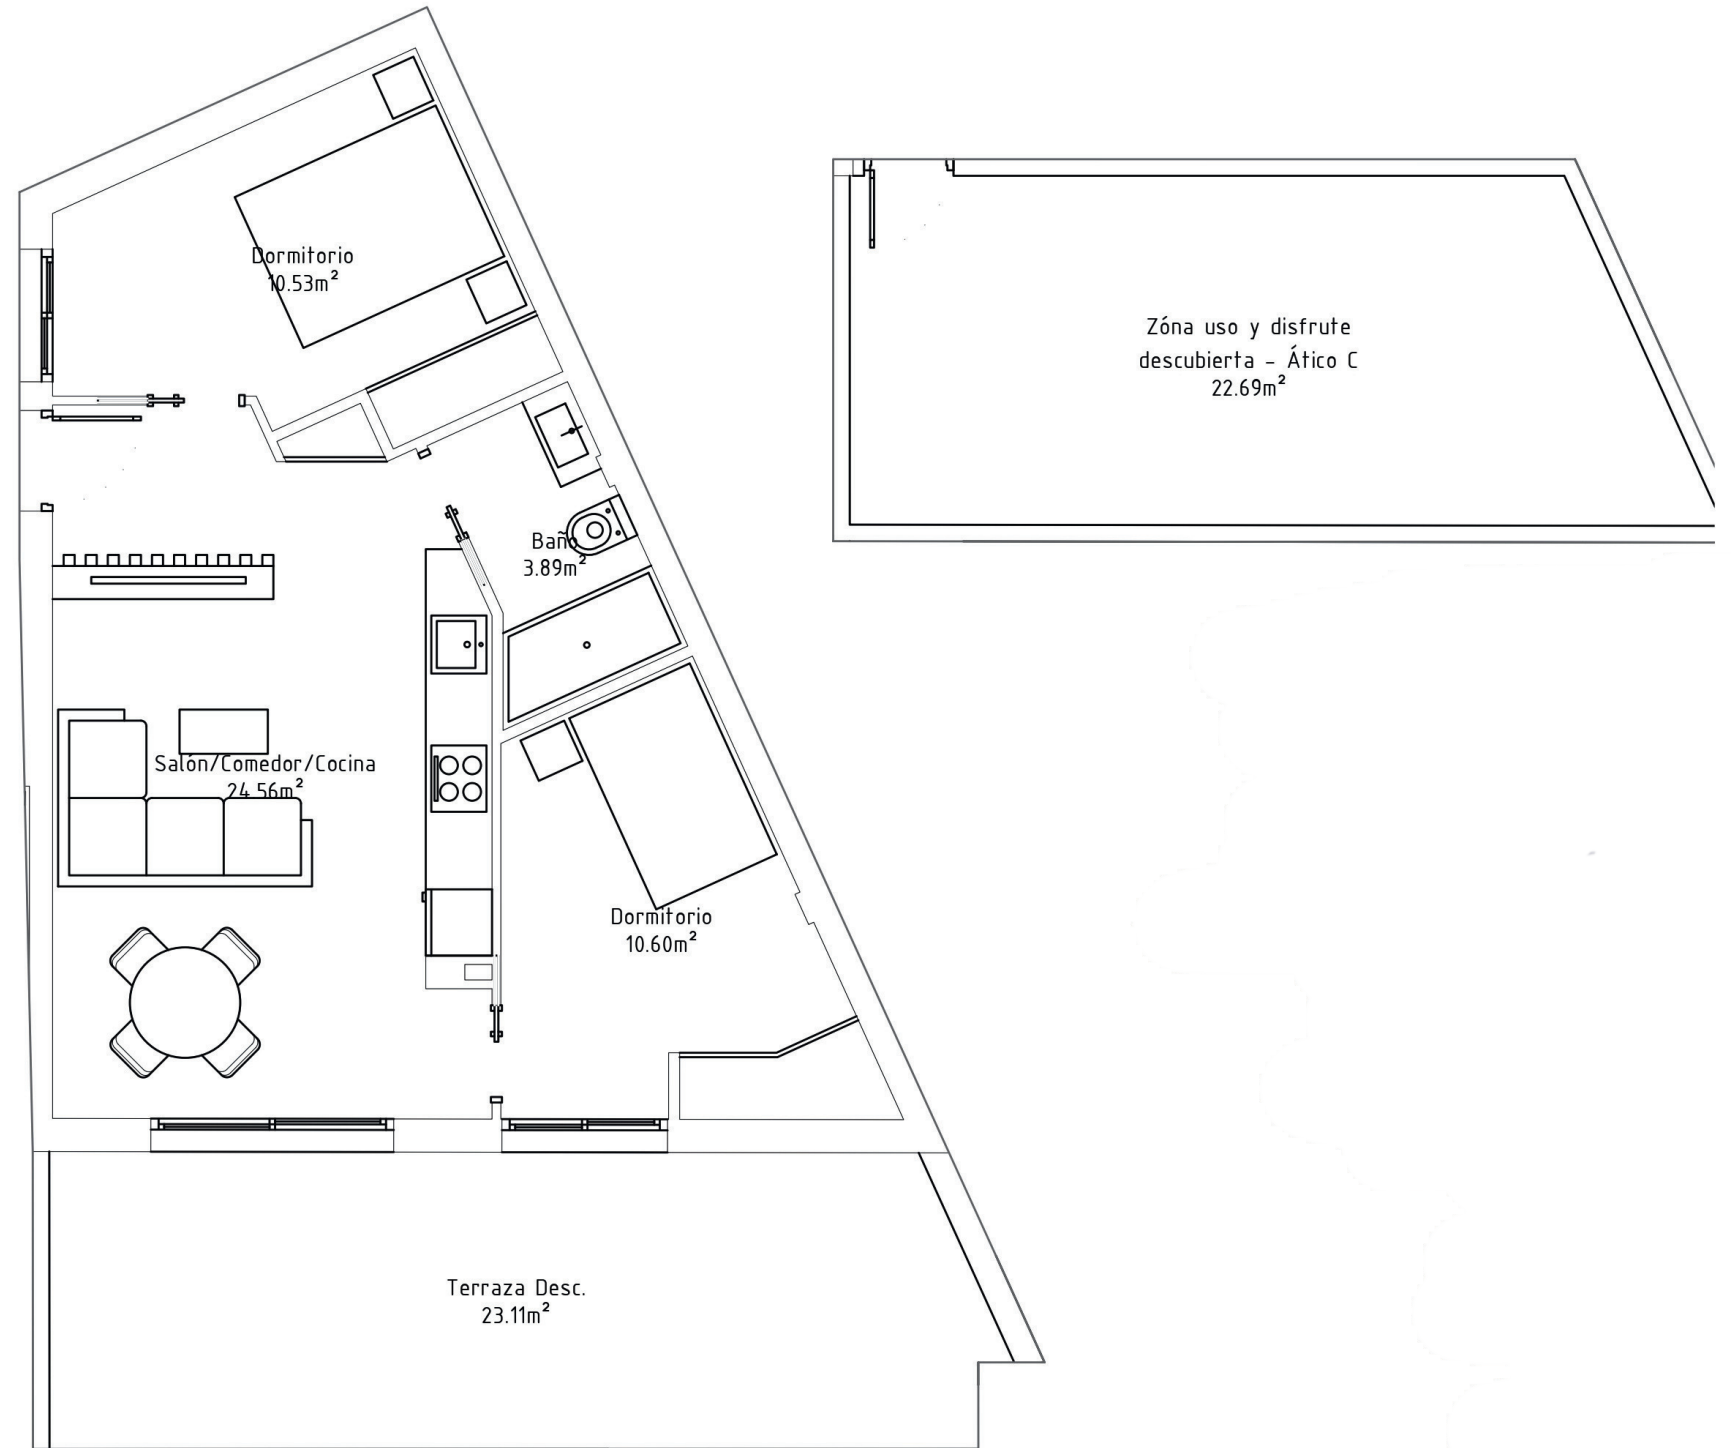 Dormitorio
10.53m²
Zóna uso y disfrute
descubierta - Ático C
22.69m²
Baño
3.89m²
Salón/Comedor/Cocina
24.56m²
Dormitorio
10.60m²
Terraza Desc.
23.11m²